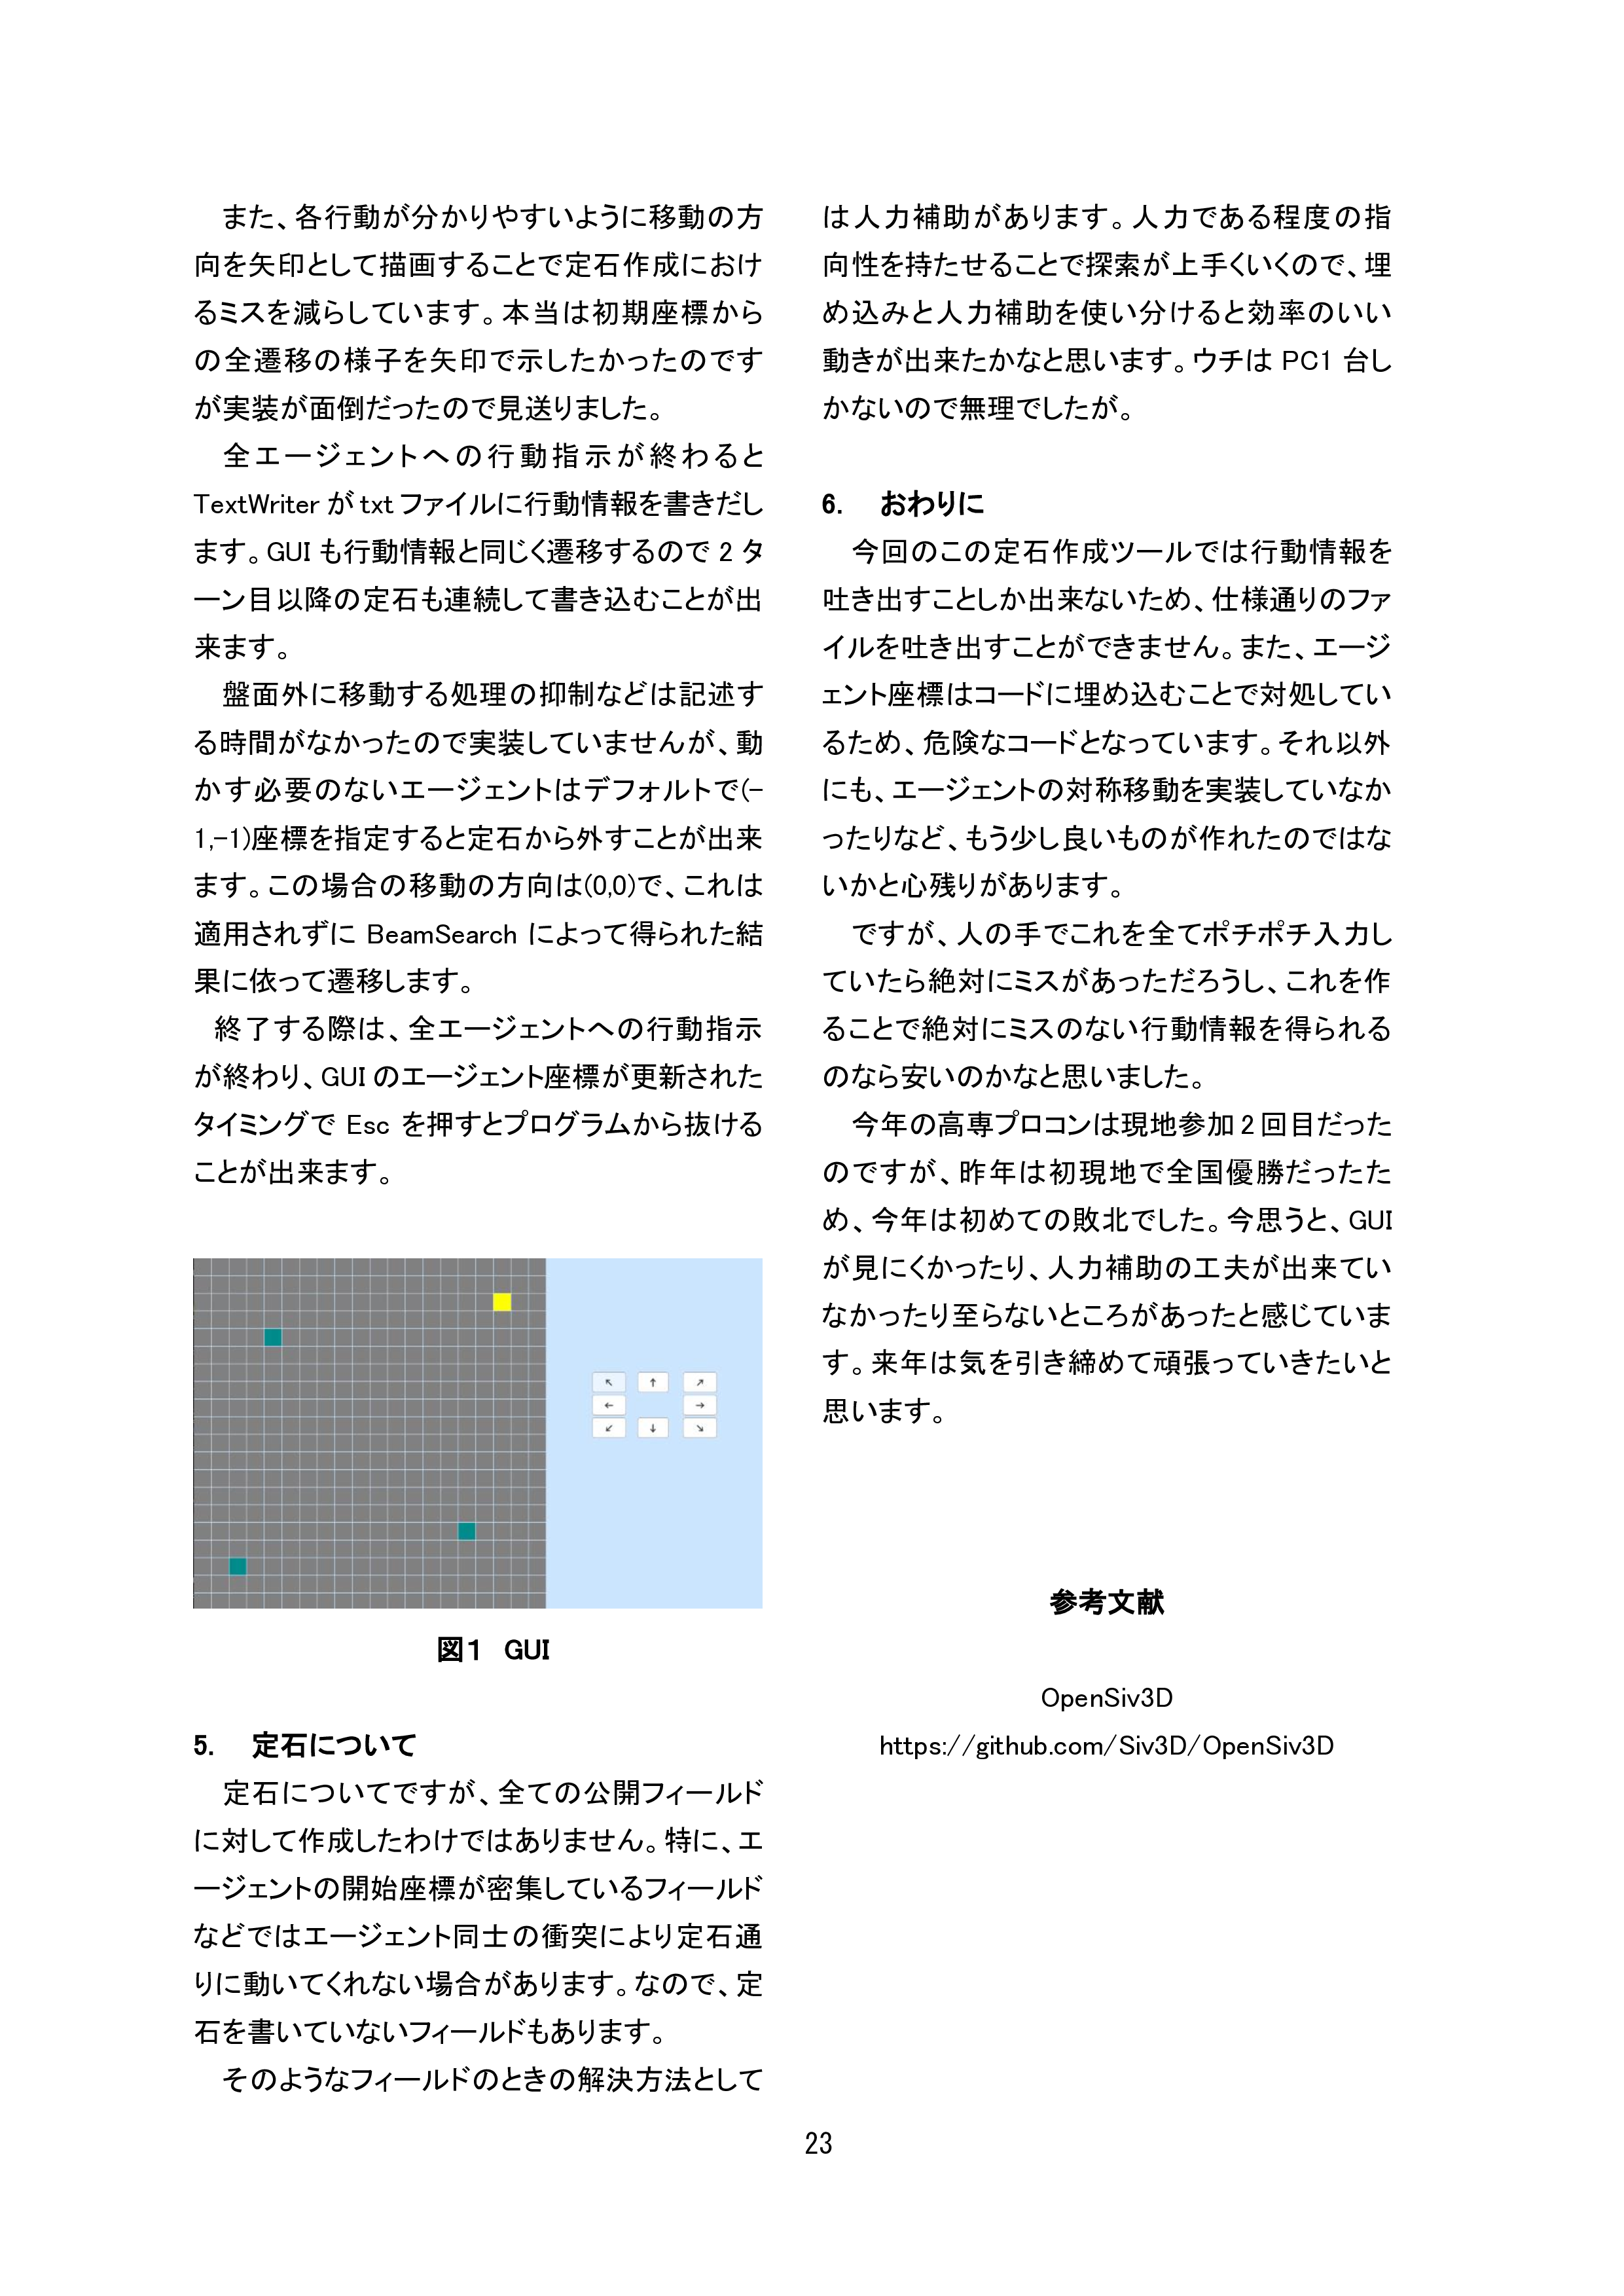 また、各行動が分かりやすいように移動の方
向を矢印として描画することで定石作成におけ
るミスを減らしています。本当は初期座標から
の全遷移の様子を矢印で示したかったのです
が実装が面倒だったので見送りました。
全エージェントへの行動指示が終わると
TextWriter が txt ファイルに行動情報を書きだし
ます。GUI も行動情報と同じく遷移するので 2 タ
ーン目以降の定石も連続して書き込むことが出
来ます。
盤面外に移動する処理の抑制などは記述す
る時間がなかったので実装していませんが、動
かす必要のないエージェントはデフォルトで(-
1,-1)座標を指定すると定石から外すことが出来
ます。この場合の移動の方向は(0,0)で、これは
適用されずに BeamSearch によって得られた結
果に依って遷移します。
終了する際は、全エージェントへの行動指示
が終わり、GUI のエージェント座標が更新された
タイミングで Esc を押すとプログラムから抜ける
ことが出来ます。
↖ ↑ ↗
← →
↙ ↓ ↘
図1 GUI
5. 定石について
定石についてですが、全ての公開フィールド
に対して作成したわけではありません。特に、エ
ージェントの開始座標が密集しているフィールド
などではエージェント同士の衝突により定石通
りに動いてくれない場合があります。なので、定
石を書いていないフィールドもあります。
そのようなフィールドのときの解決方法として
は人力補助があります。人力である程度の指
向性を持たせることで探索が上手くいくので、埋
め込みと人力補助を使い分けると効率のいい
動きが出来たかなと思います。ウチは PC1 台し
かないので無理でしたが。
6. おわりに
今回のこの定石作成ツールでは行動情報を
吐き出すことしか出来ないため、仕様通りのファ
イルを吐き出すことができません。また、エージ
ェント座標はコードに埋め込むことで対処してい
るため、危険なコードとなっています。それ以外
にも、エージェントの対称移動を実装していなか
ったりなど、もう少し良いものが作れたのではな
いかと心残りがあります。
ですが、人の手でこれを全てポチポチ入力し
ていたら絶対にミスがあっただろうし、これを作
ることで絶対にミスのない行動情報を得られる
のなら安いのかなと思いました。
今年の高専プロコンは現地参加 2 回目だった
のですが、昨年は初現地で全国優勝だったた
め、今年は初めての敗北でした。今思うと、GUI
が見にくかったり、人力補助の工夫が出来てい
なかったり至らないところがあったと感じていま
す。来年は気を引き締めて頑張っていきたいと
思います。
参考文献
OpenSiv3D
https://github.com/Siv3D/OpenSiv3D
23